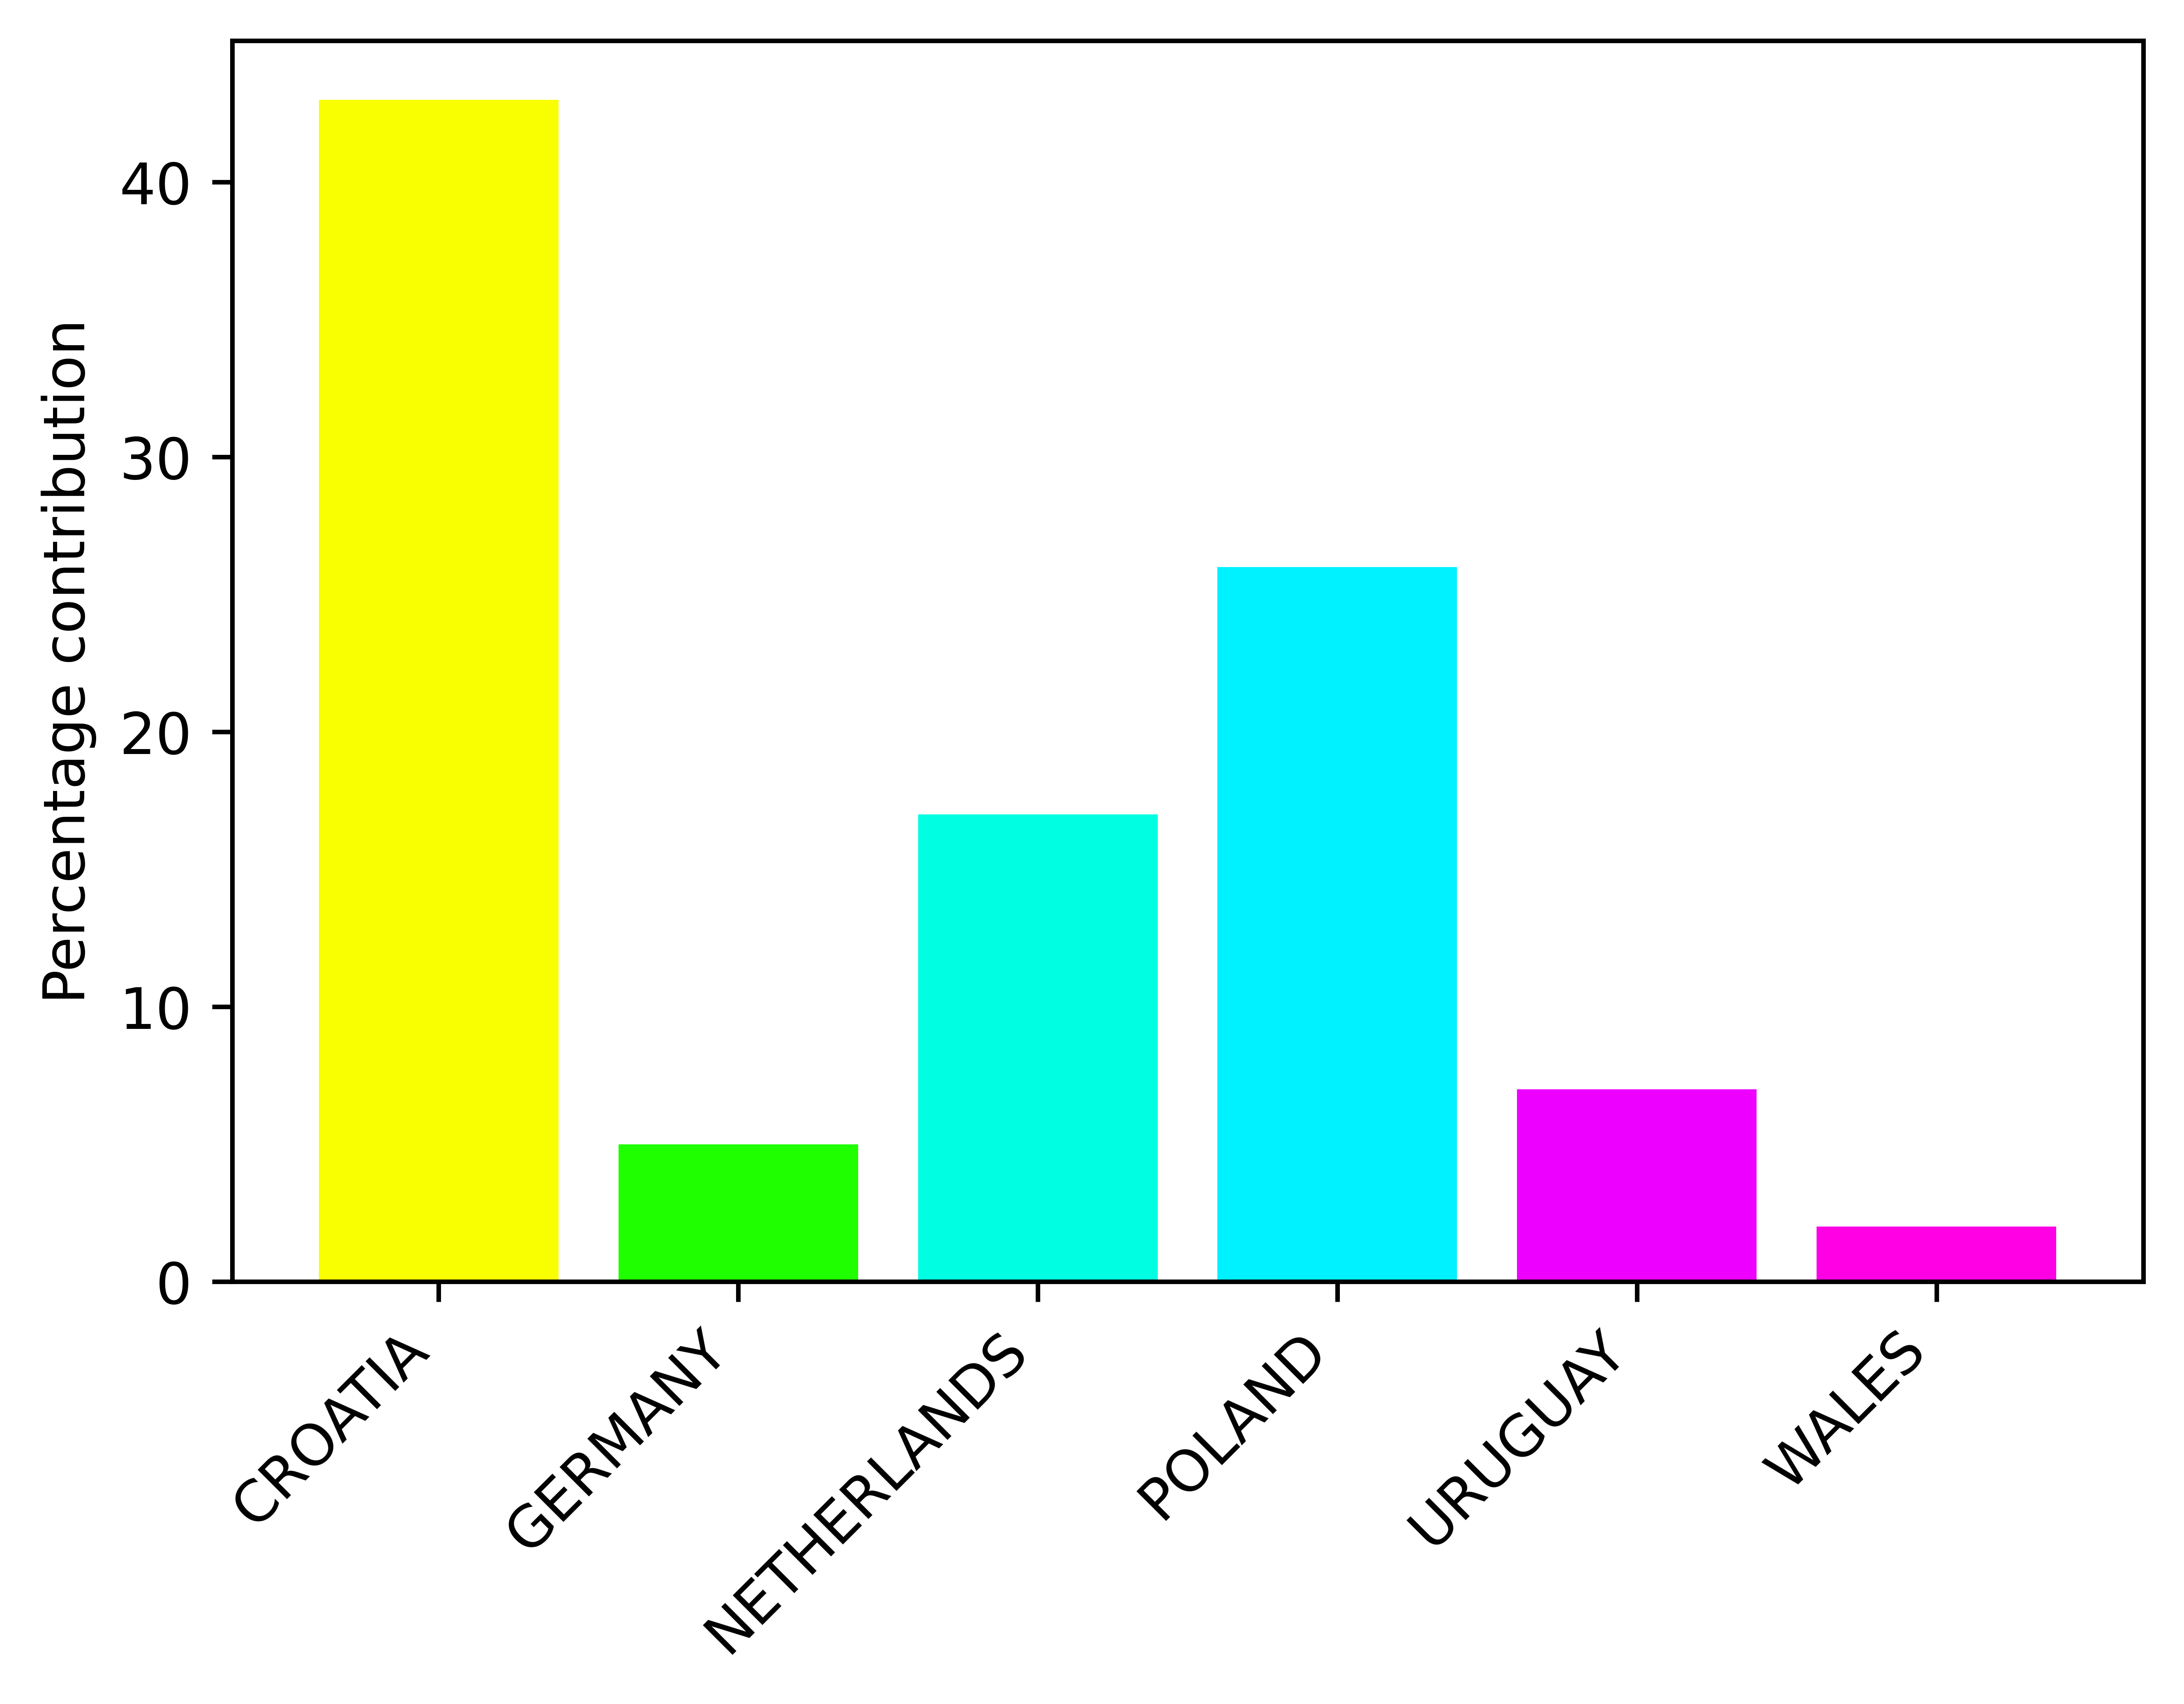 Percentage contribution
40
30
20
10
0
CROATIA
GERMANY
NETHERLANDS
POLAND
URUGUAY
WALES